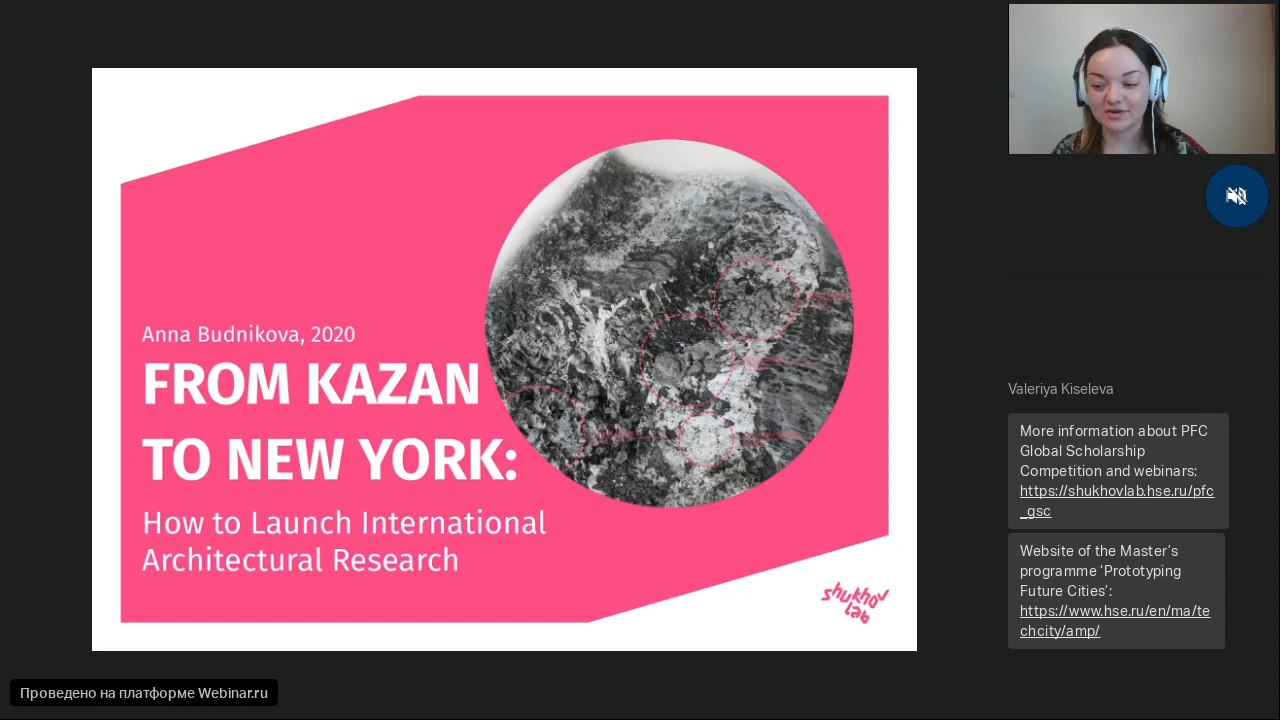 Anna Budnikova, 2020
FROM KAZAN
TO NEW YORK:
How to Launch International
Architectural Research
shukhov
lab
Valeriya Kiseleva
More information about PFC
Global Scholarship
Competition and webinars:
https://shukhovlab.hse.ru/pfc
_gsc
Website of the Master’s
programme ‘Prototyping
Future Cities’:
https://www.hse.ru/en/ma/te
chcity/amp/
Проведено на платформе Webinar.ru